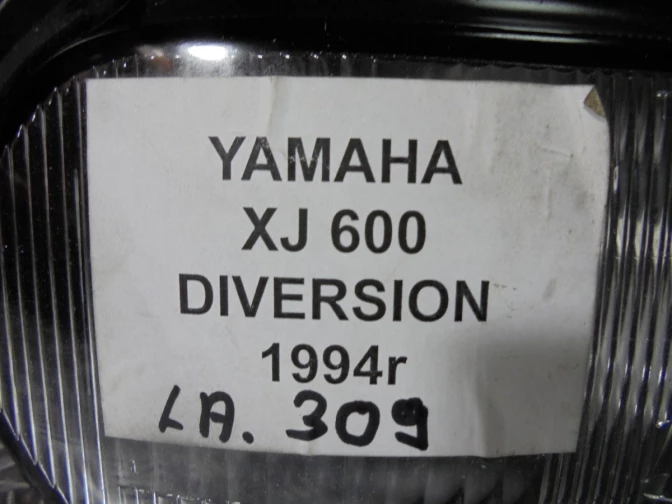 YAMAHA
XJ 600
DIVERSION
1994r
LA. 309